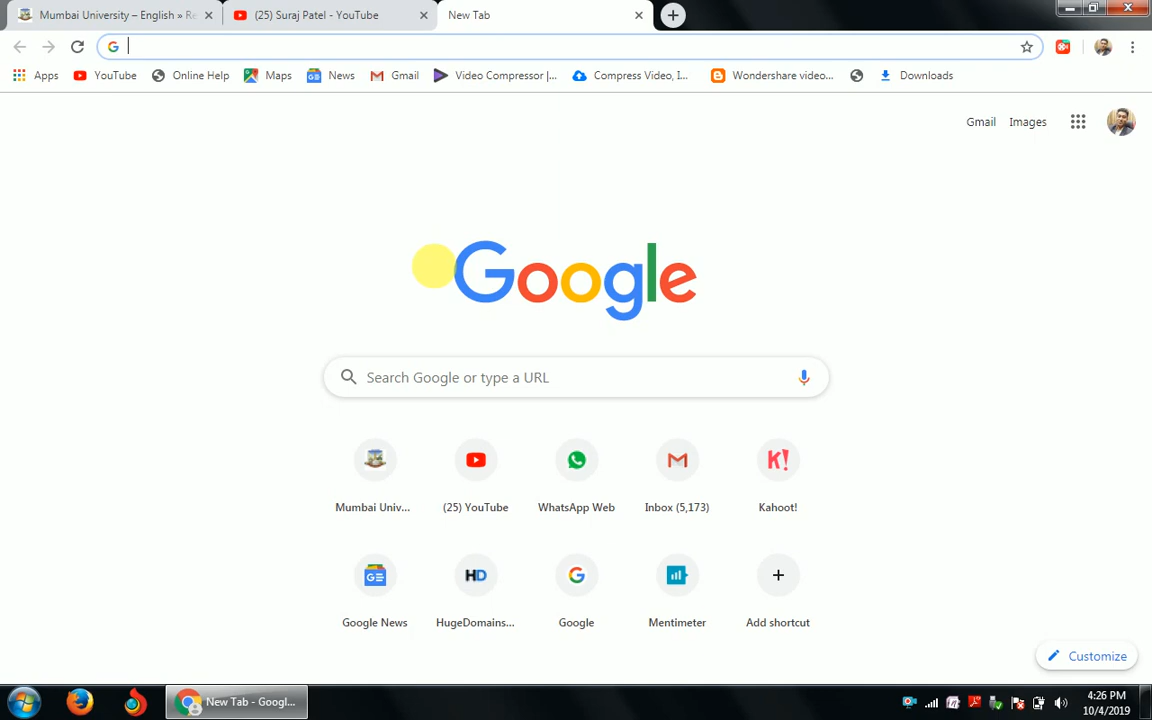 Mumbai University – English » Re
(25) Suraj Patel - YouTube
New Tab
Apps
YouTube
Online Help
Maps
News
Gmail
Video Compressor |...
Compress Video, I...
Wondershare video...
Downloads
Gmail
Images
Google
Search Google or type a URL
Mumbai Univ...
(25) YouTube
WhatsApp Web
Inbox (5,173)
K!
Kahoot!
GE
HD
Google News
HugeDomains...
Google
Mentimeter
Add shortcut
Customize
New Tab - Googl...
4:26 PM
10/4/2019